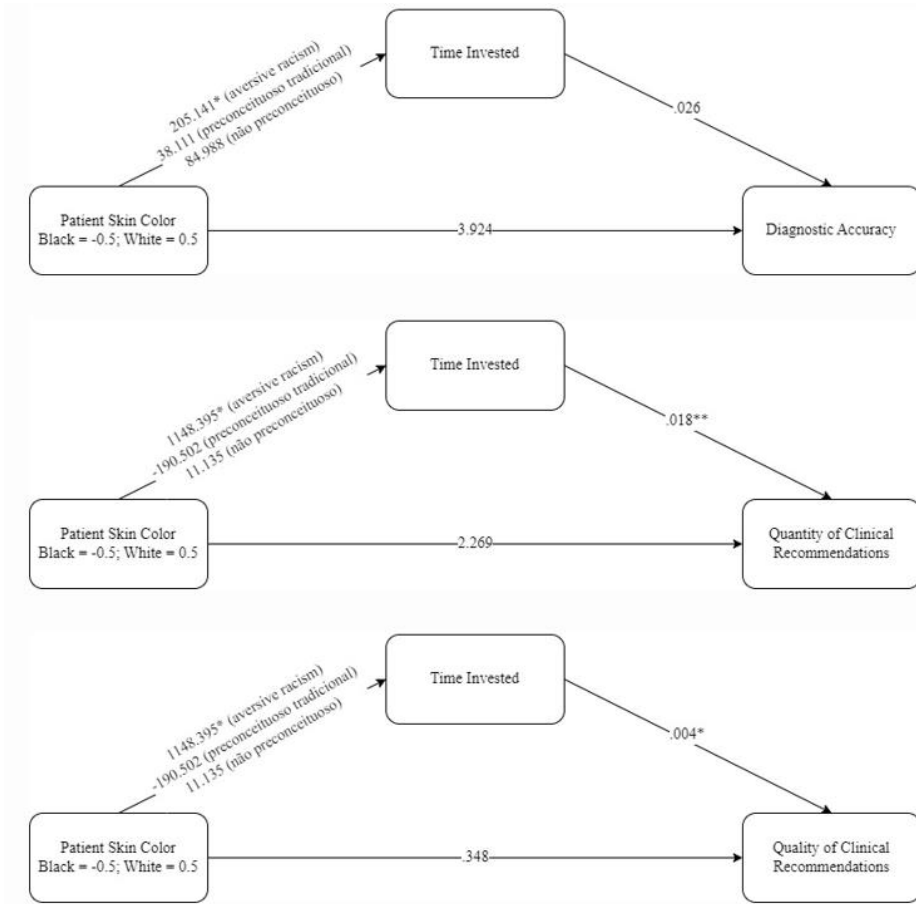 Time Invested
205.141* (aversive racism)
38.111 (preconceituoso tradicional)
84.988 (não preconceituoso)
.026
Patient Skin Color
Black = -0.5; White = 0.5
3.924
Diagnostic Accuracy
Time Invested
1148.395* (aversive racism)
-190.502 (preconceituoso tradicional)
11.135 (não preconceituoso)
.018**
Patient Skin Color
Black = -0.5; White = 0.5
2.269
Quantity of Clinical
Recommendations
Time Invested
1148.395* (aversive racism)
-190.502 (preconceituoso tradicional)
11.135 (não preconceituoso)
.004*
Patient Skin Color
Black = -0.5; White = 0.5
.348
Quality of Clinical
Recommendations